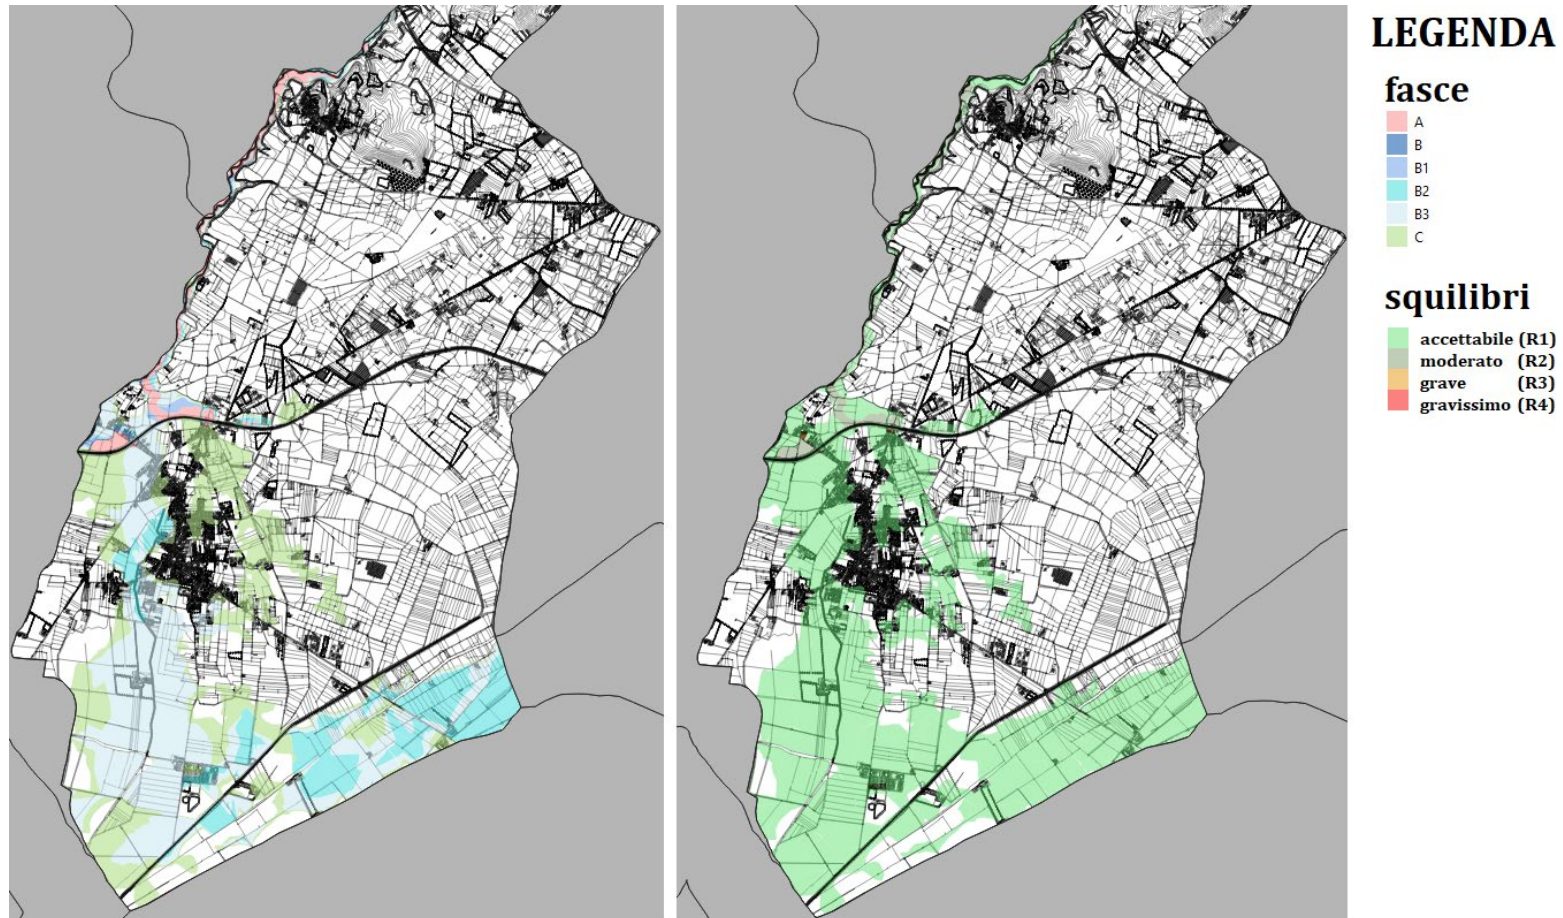 LEGENDA
fasce
A
B
B1
B2
B3
C
squilibri
accettabile (R1)
moderato (R2)
grave (R3)
gravissimo (R4)